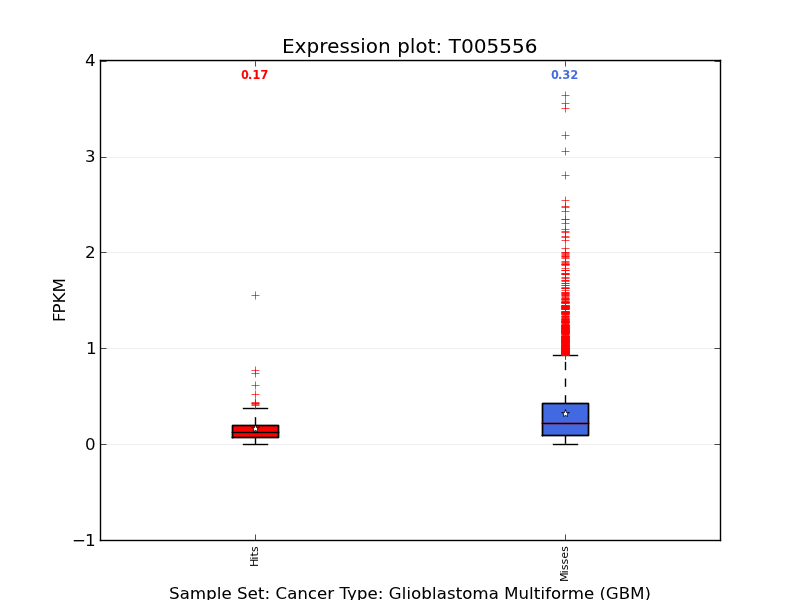 Expression plot: T005556
0.17
0.32
4
3
2
1
0
−1
FPKM
Hits
Misses
Sample Set: Cancer Type: Glioblastoma Multiforme (GBM)